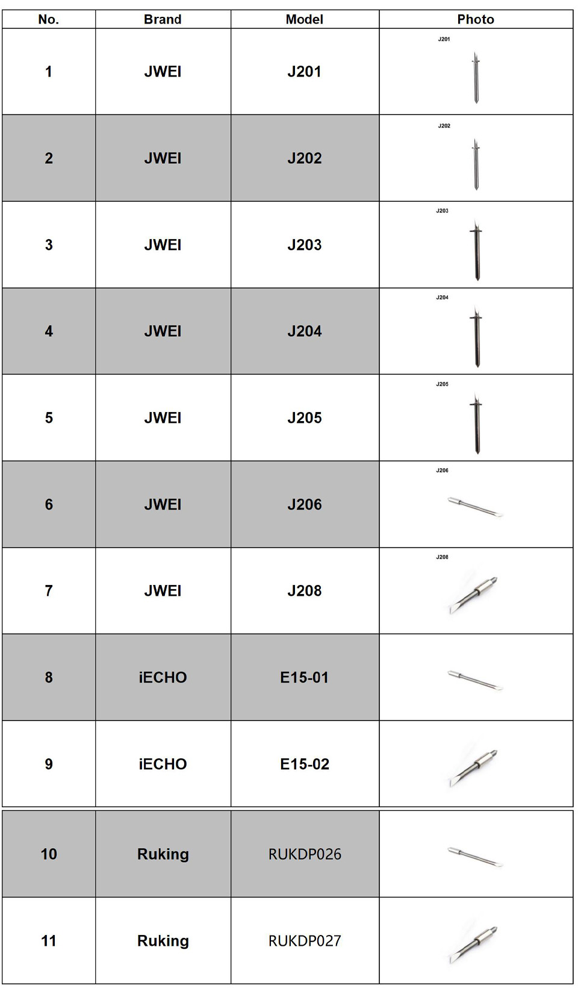 No. Brand Model Photo
J201
1 JWEI J201
J202
2 JWEI J202
J203
3 JWEI J203
J204
4 JWEI J204
J205
5 JWEI J205
J206
6 JWEI J206
J208
7 JWEI J208
8 iECHO E15-01
9 iECHO E15-02
10 Ruking RUKDP026
11 Ruking RUKDP027